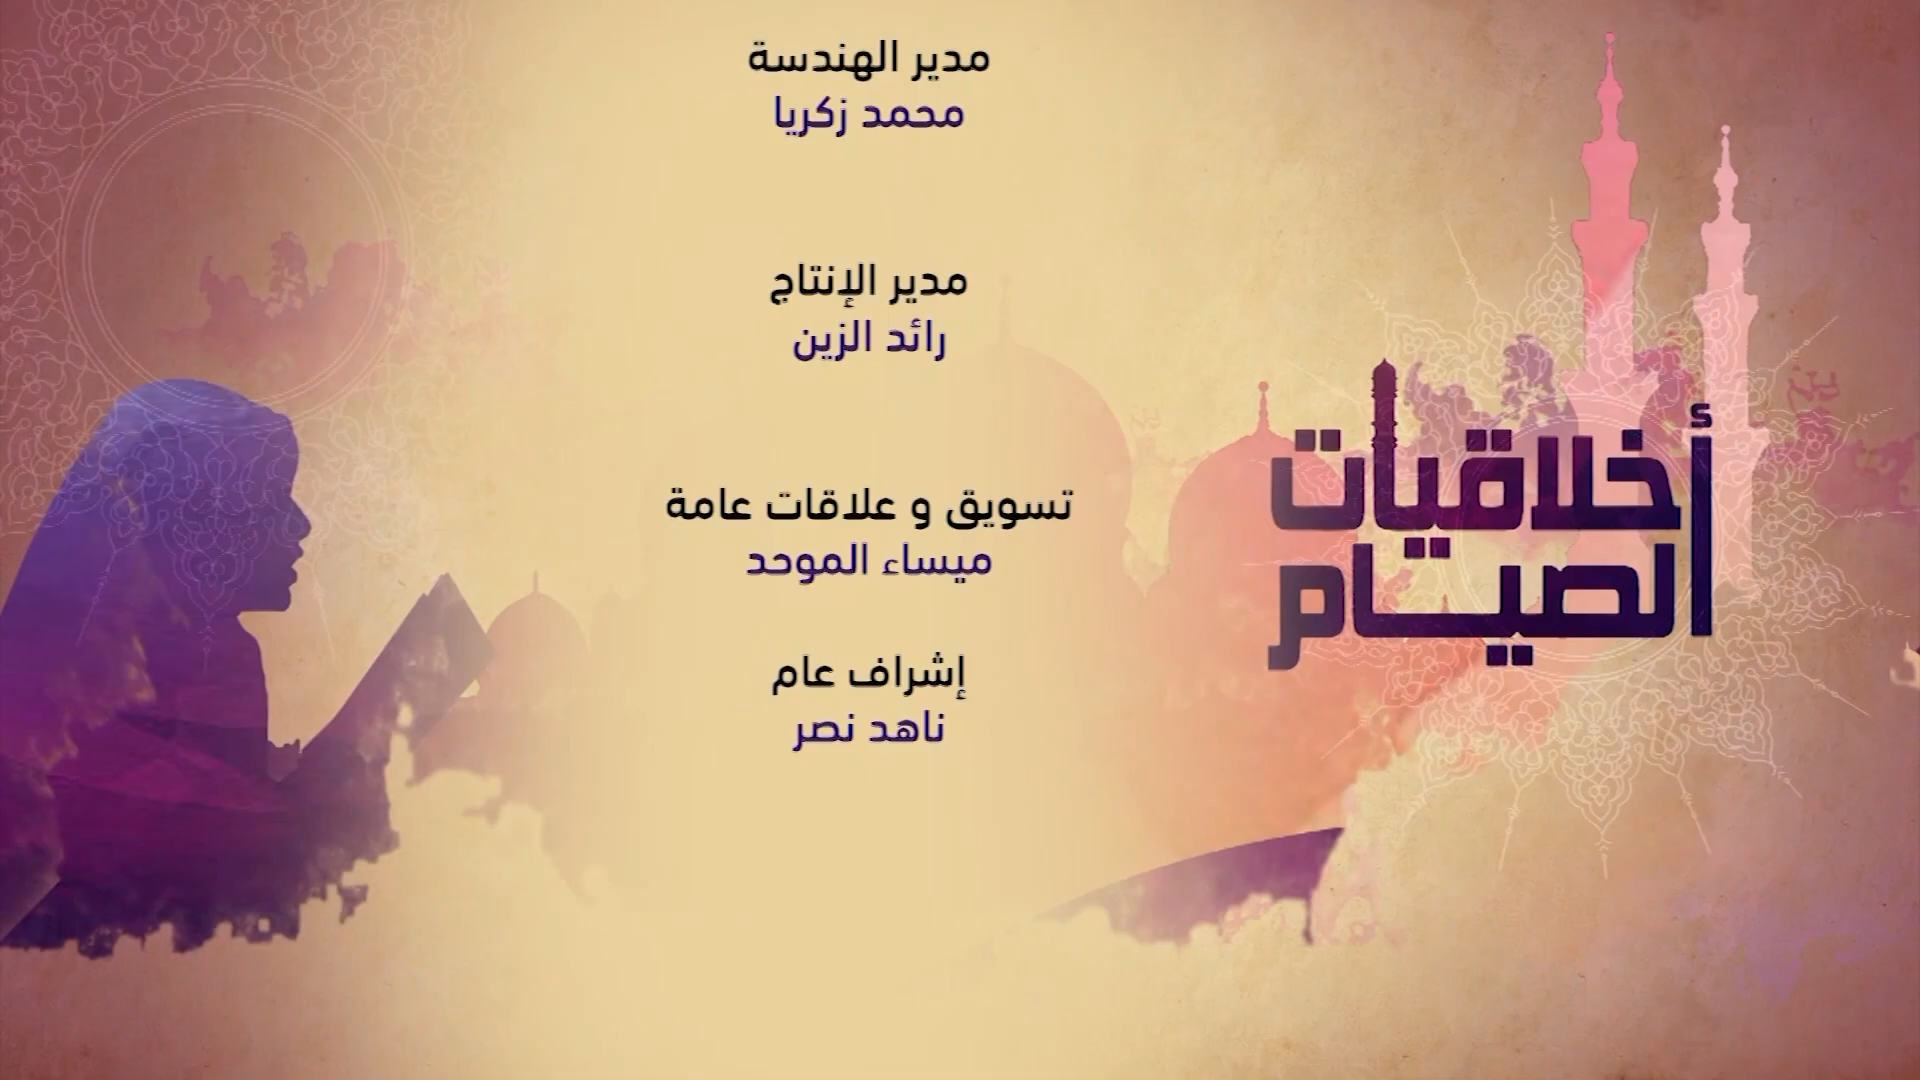 مدير الهندسة
محمد زكريا
مدير الإنتاج
رائد الزين
تسويق و علاقات عامة
ميساء الموحد
إشراف عام
ناهد نصر
أخلاقيات
الصيام